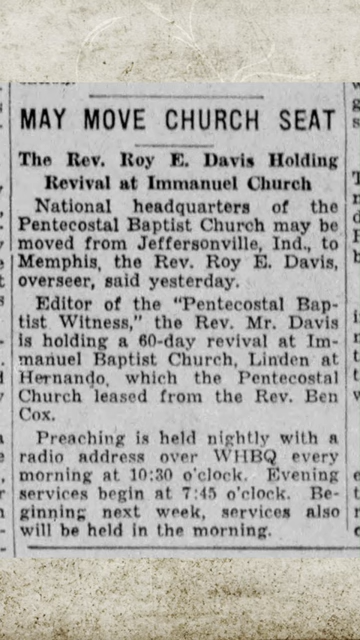 MAY MOVE CHURCH SEAT
The Rev. Roy E. Davis Holding
Revival at Immanuel Church
National headquarters of the
Pentecostal Baptist Church may be
moved from Jeffersonville, Ind., to
Memphis, the Rev. Roy E. Davis,
overseer, said yesterday.
Editor of the "Pentecostal Bap-
tist Witness," the Rev. Mr. Davis
is holding a 60-day revival at Im-
manuel Baptist Church, Linden at
Hernando, which the Pentecostal
Church leased from the Rev. Ben
Cox.
Preaching is held nightly with a
radio address over WHBQ every
morning at 10:30 o'clock. Evening
services begin at 7:45 o'clock. Be-
ginning next week, services also
will be held in the morning.